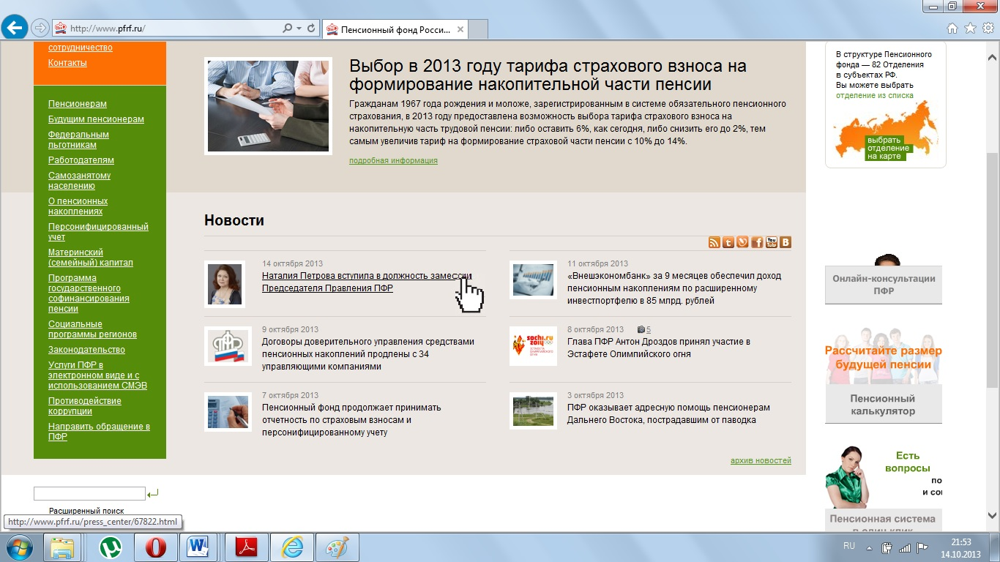 http://www.pfrf.ru/
Пенсионный фонд Росси...
сотрудничество
Контакты
Пенсионерам
Будущим пенсионерам
Федеральным
льготникам
Работодателям
Самозанятому
населению
О пенсионных
накоплениях
Персонифицированный
учет
Материнский
(семейный) капитал
Программа
государственного
софинансирования
пенсии
Социальные
программы регионов
Законодательство
Услуги ПФР в
электронном виде и с
использованием СМЭВ
Противодействие
коррупции
Направить обращение в
ПФР
Расширенный поиск
http://www.pfrf.ru/press_center/67822.html
Выбор в 2013 году тарифа страхового взноса на
формирование накопительной части пенсии
Гражданам 1967 года рождения и моложе, зарегистрированным в системе обязательного пенсионного
страхования, в 2013 году предоставлена возможность выбора тарифа страхового взноса на
накопительную часть трудовой пенсии: либо оставить 6%, как сегодня, либо снизить его до 2%, тем
самым увеличив тариф на формирование страховой части пенсии с 10% до 14%.
подробная информация
Новости
You
Tube
14 октября 2013
Наталия Петрова вступила в должность
Председателя Правления ПФР
11 октября 2013
«Внешэкономбанк» за 9 месяцев обеспечил доход
пенсионным накоплениям по расширенному
инвестпортфелю в 85 млрд. рублей
9 октября 2013
Договоры доверительного управления средствами
пенсионных накоплений продлены с 34
управляющими компаниями
sochi.ru
2014
8 октября 2013 5
Глава ПФР Антон Дроздов принял участие в
Эстафете Олимпийского огня
7 октября 2013
Пенсионный фонд продолжает принимать
отчетность по страховым взносам и
персонифицированному учету
3 октября 2013
ПФР оказывает адресную помощь пенсионерам
Дальнего Востока, пострадавшим от паводка
архив новостей
В структуре Пенсионного
фонда — 82 Отделения
в субъектах РФ.
Вы можете выбрать
отделение из списка
выбрать
отделение
на карте
Онлайн-консультации
ПФР
Рассчитайте размер
будущей пенсии
Пенсионный
калькулятор
Есть
вопросы
по
и со
Пенсионная система
в один клик
RU
21:53
14.10.2013